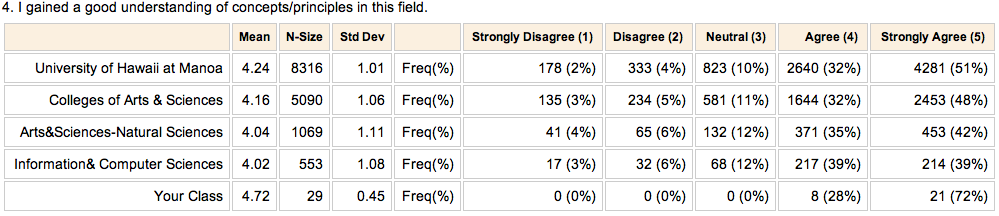 4. I gained a good understanding of concepts/principles in this field.
Mean N-Size Std Dev Strongly Disagree (1) Disagree (2) Neutral (3) Agree (4) Strongly Agree (5)
University of Hawaii at Manoa 4.24 8316 1.01 Freq(%) 178 (2%) 333 (4%) 823 (10%) 2640 (32%) 4281 (51%)
Colleges of Arts & Sciences 4.16 5090 1.06 Freq(%) 135 (3%) 234 (5%) 581 (11%) 1644 (32%) 2453 (48%)
Arts&Sciences-Natural Sciences 4.04 1069 1.11 Freq(%) 41 (4%) 65 (6%) 132 (12%) 371 (35%) 453 (42%)
Information& Computer Sciences 4.02 553 1.08 Freq(%) 17 (3%) 32 (6%) 68 (12%) 217 (39%) 214 (39%)
Your Class 4.72 29 0.45 Freq(%) 0 (0%) 0 (0%) 0 (0%) 8 (28%) 21 (72%)